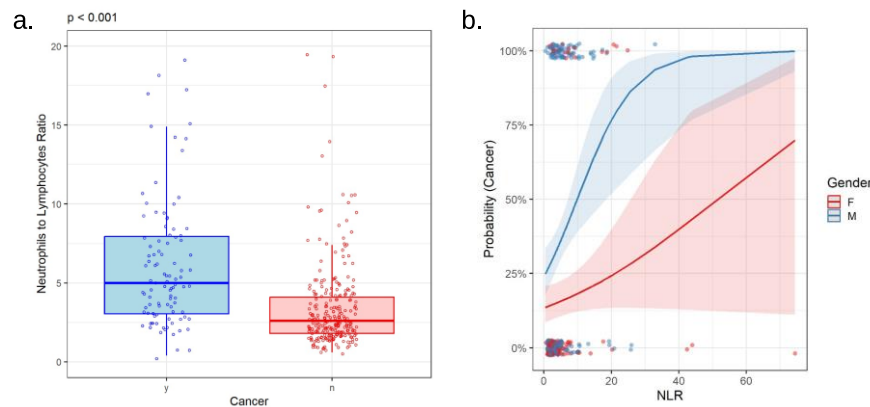 a.
p < 0.001
Neutrophils to Lymphocytes Ratio
20
15
10
5
0
y
n
Cancer
b.
Probability (Cancer)
100%
75%
50%
25%
0%
0
20
40
60
NLR
Gender
F
M